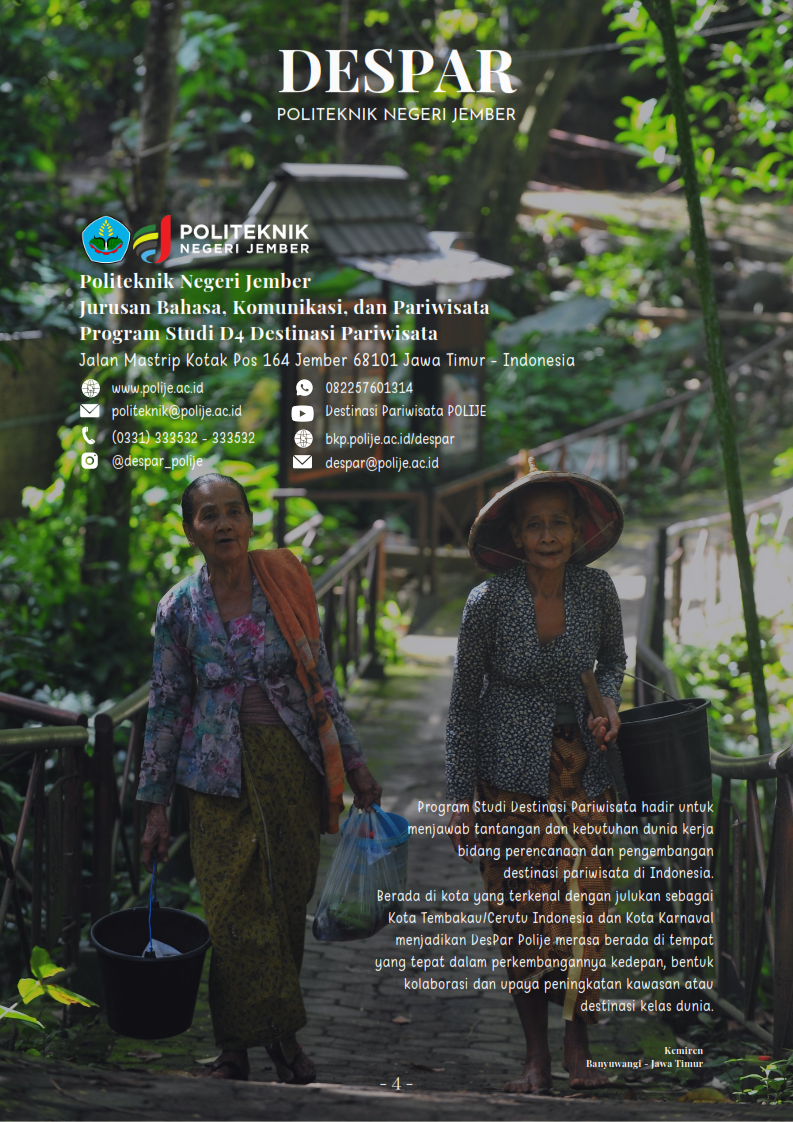 DESPAR
POLITEKNIK NEGERI JEMBER
POLITEKNIK
NEGERI JEMBER
Politeknik Negeri Jember
Jurusan Bahasa, Komunikasi, dan Pariwisata
Program Studi D4 Destinasi Pariwisata
Jalan Mastrip Kotak Pos 164 Jember 68101 Jawa Timur - Indonesia
www.polije.ac.id
politeknik@polije.ac.id
(0331) 333532 - 333532
@despar_polije
082257601314
Destinasi Pariwisata POLIJE
bkp.polije.ac.id/despar
despar@polije.ac.id
Program Studi Destinasi Pariwisata hadir untuk
menjawab tantangan dan kebutuhan dunia kerja
bidang perencanaan dan pengembangan
destinasi pariwisata di Indonesia.
Berada di kota yang terkenal dengan julukan sebagai
Kota Tembakau/Cerutu Indonesia dan Kota Karnaval
menjadikan DesPar Polije merasa berada di tempat
yang tepat dalam perkembangannya kedepan, bentuk
kolaborasi dan upaya peningkatan kawasan atau
destinasi kelas dunia.
Kemiren
Banyuwangi - Jawa Timur
- 4 -